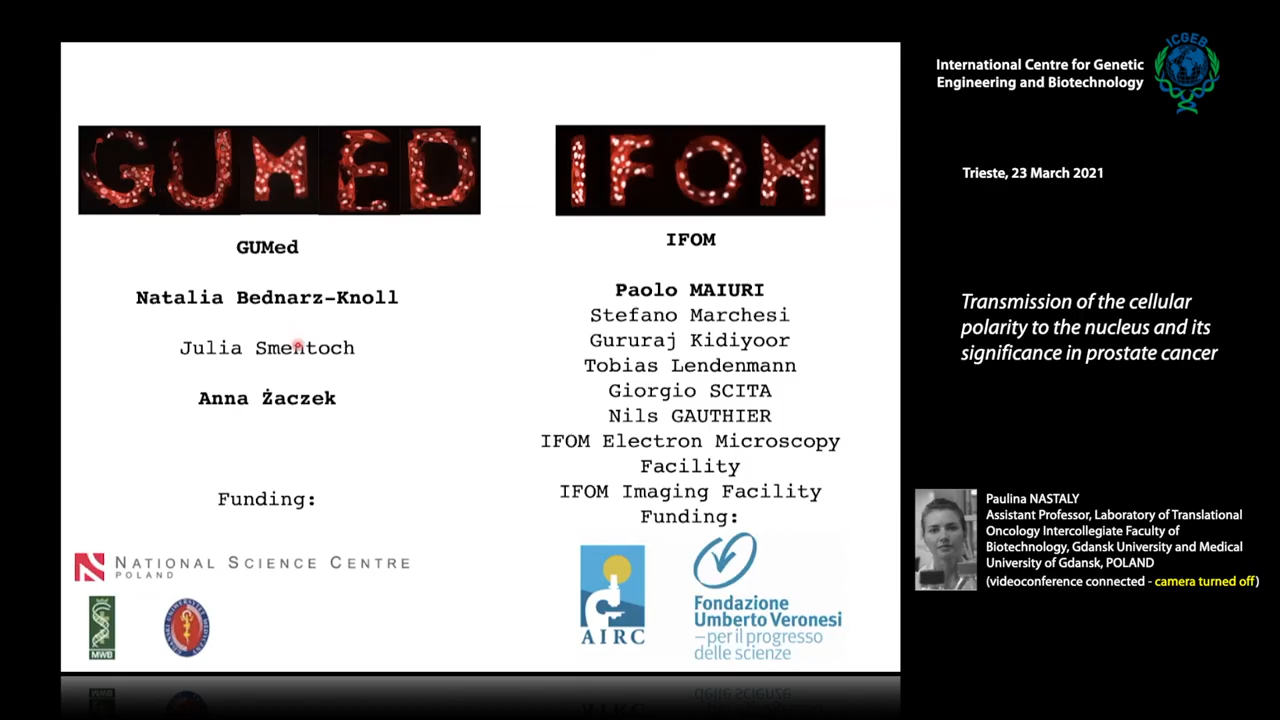 GUMED
GUMed
Natalia Bednarz-Knoll
Julia Smentoch
Anna Żaczek
Funding:
NATIONAL SCIENCE CENTRE
POLAND
MWB
IFOM
IFOM
Paolo MAIURI
Stefano Marchesi
Gururaj Kidiyoor
Tobias Lendenmann
Giorgio SCITA
Nils GAUTHIER
IFOM Electron Microscopy
Facility
IFOM Imaging Facility
Funding:
AIRC
Fondazione
Umberto Veronesi
–per il progresso
delle scienze
International Centre for Genetic
Engineering and Biotechnology
ICGEB
Trieste, 23 March 2021
Transmission of the cellular
polarity to the nucleus and its
significance in prostate cancer
Paulina NASTALY
Assistant Professor, Laboratory of Translational
Oncology Intercollegiate Faculty of
Biotechnology, Gdansk University and Medical
University of Gdansk, POLAND
(videoconference connected - camera turned off)